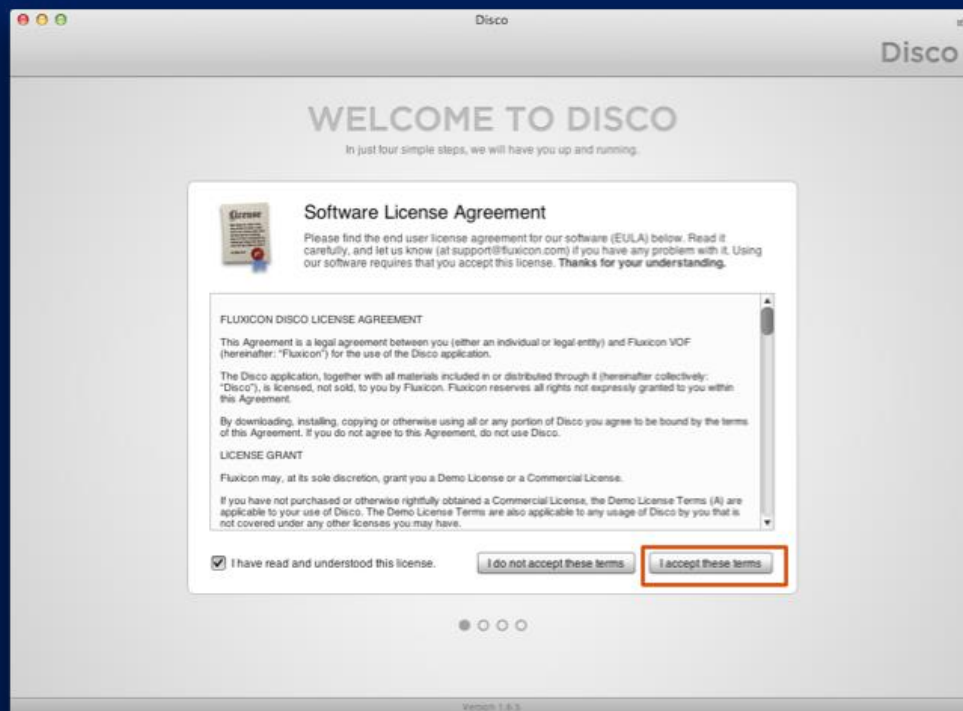 Disco
Disco
WELCOME TO DISCO
In just four simple steps, we will have you up and running.
License
Software License Agreement
Please find the end user license agreement for our software (EULA) below. Read it
carefully, and let us know (at support@fluxicon.com) if you have any problem with it. Using
our software requires that you accept this license. Thanks for your understanding.
FLUXICON DISCO LICENSE AGREEMENT
This Agreement is a legal agreement between you (either an individual or legal entity) and Fluxicon VOF
(hereinafter: "Fluxicon") for the use of the Disco application.
The Disco application, together with all materials included in or distributed through it (hereinafter collectively:
"Disco"), is licensed, not sold, to you by Fluxicon. Fluxicon reserves all rights not expressly granted to you within
this Agreement.
By downloading, installing, copying or otherwise using all or any portion of Disco you agree to be bound by the terms
of this Agreement. If you do not agree to this Agreement, do not use Disco.
LICENSE GRANT
Fluxicon may, at its sole discretion, grant you a Demo License or a Commercial License.
If you have not purchased or otherwise rightfully obtained a Commercial License, the Demo License Terms (A) are
applicable to your use of Disco. The Demo License Terms are also applicable to any usage of Disco by you that is
not covered under any other licenses you may have.
I have read and understood this license.
I do not accept these terms
I accept these terms
Version 1.6.5